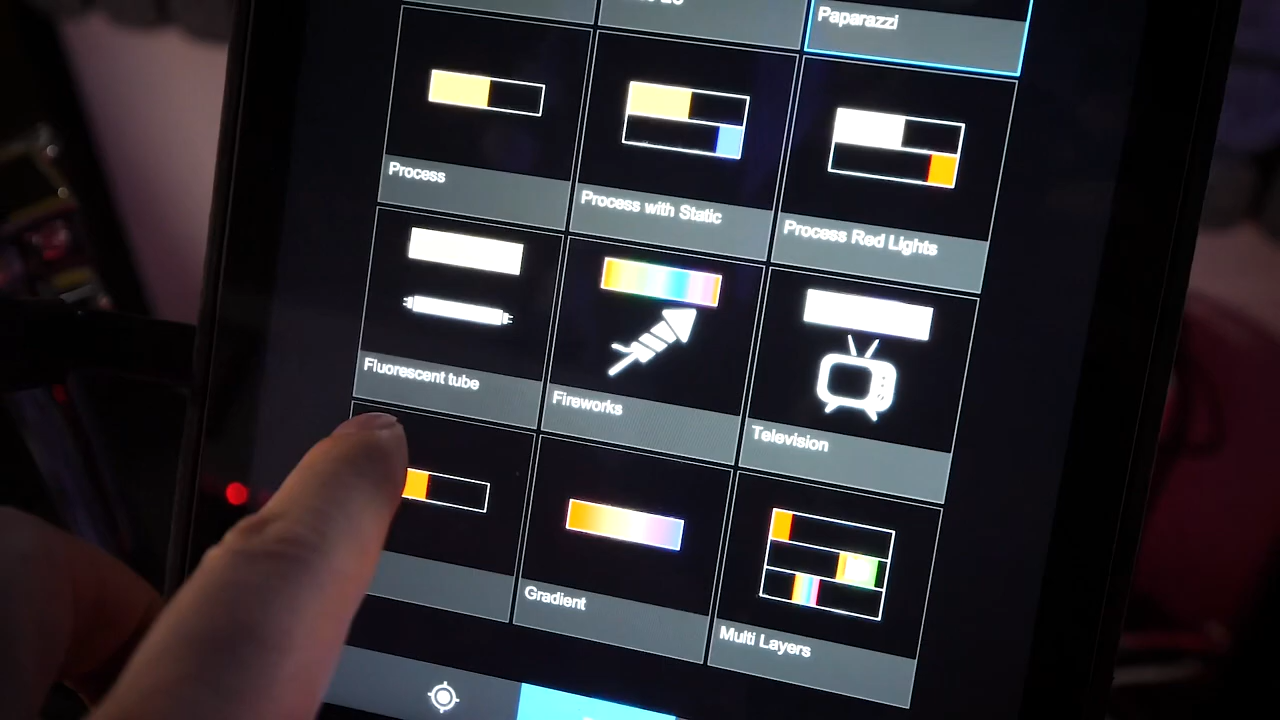 Paparazzi
Process
Process with Static
Process Red Lights
Fluorescent tube
Fireworks
Television
Gradient
Multi Layers